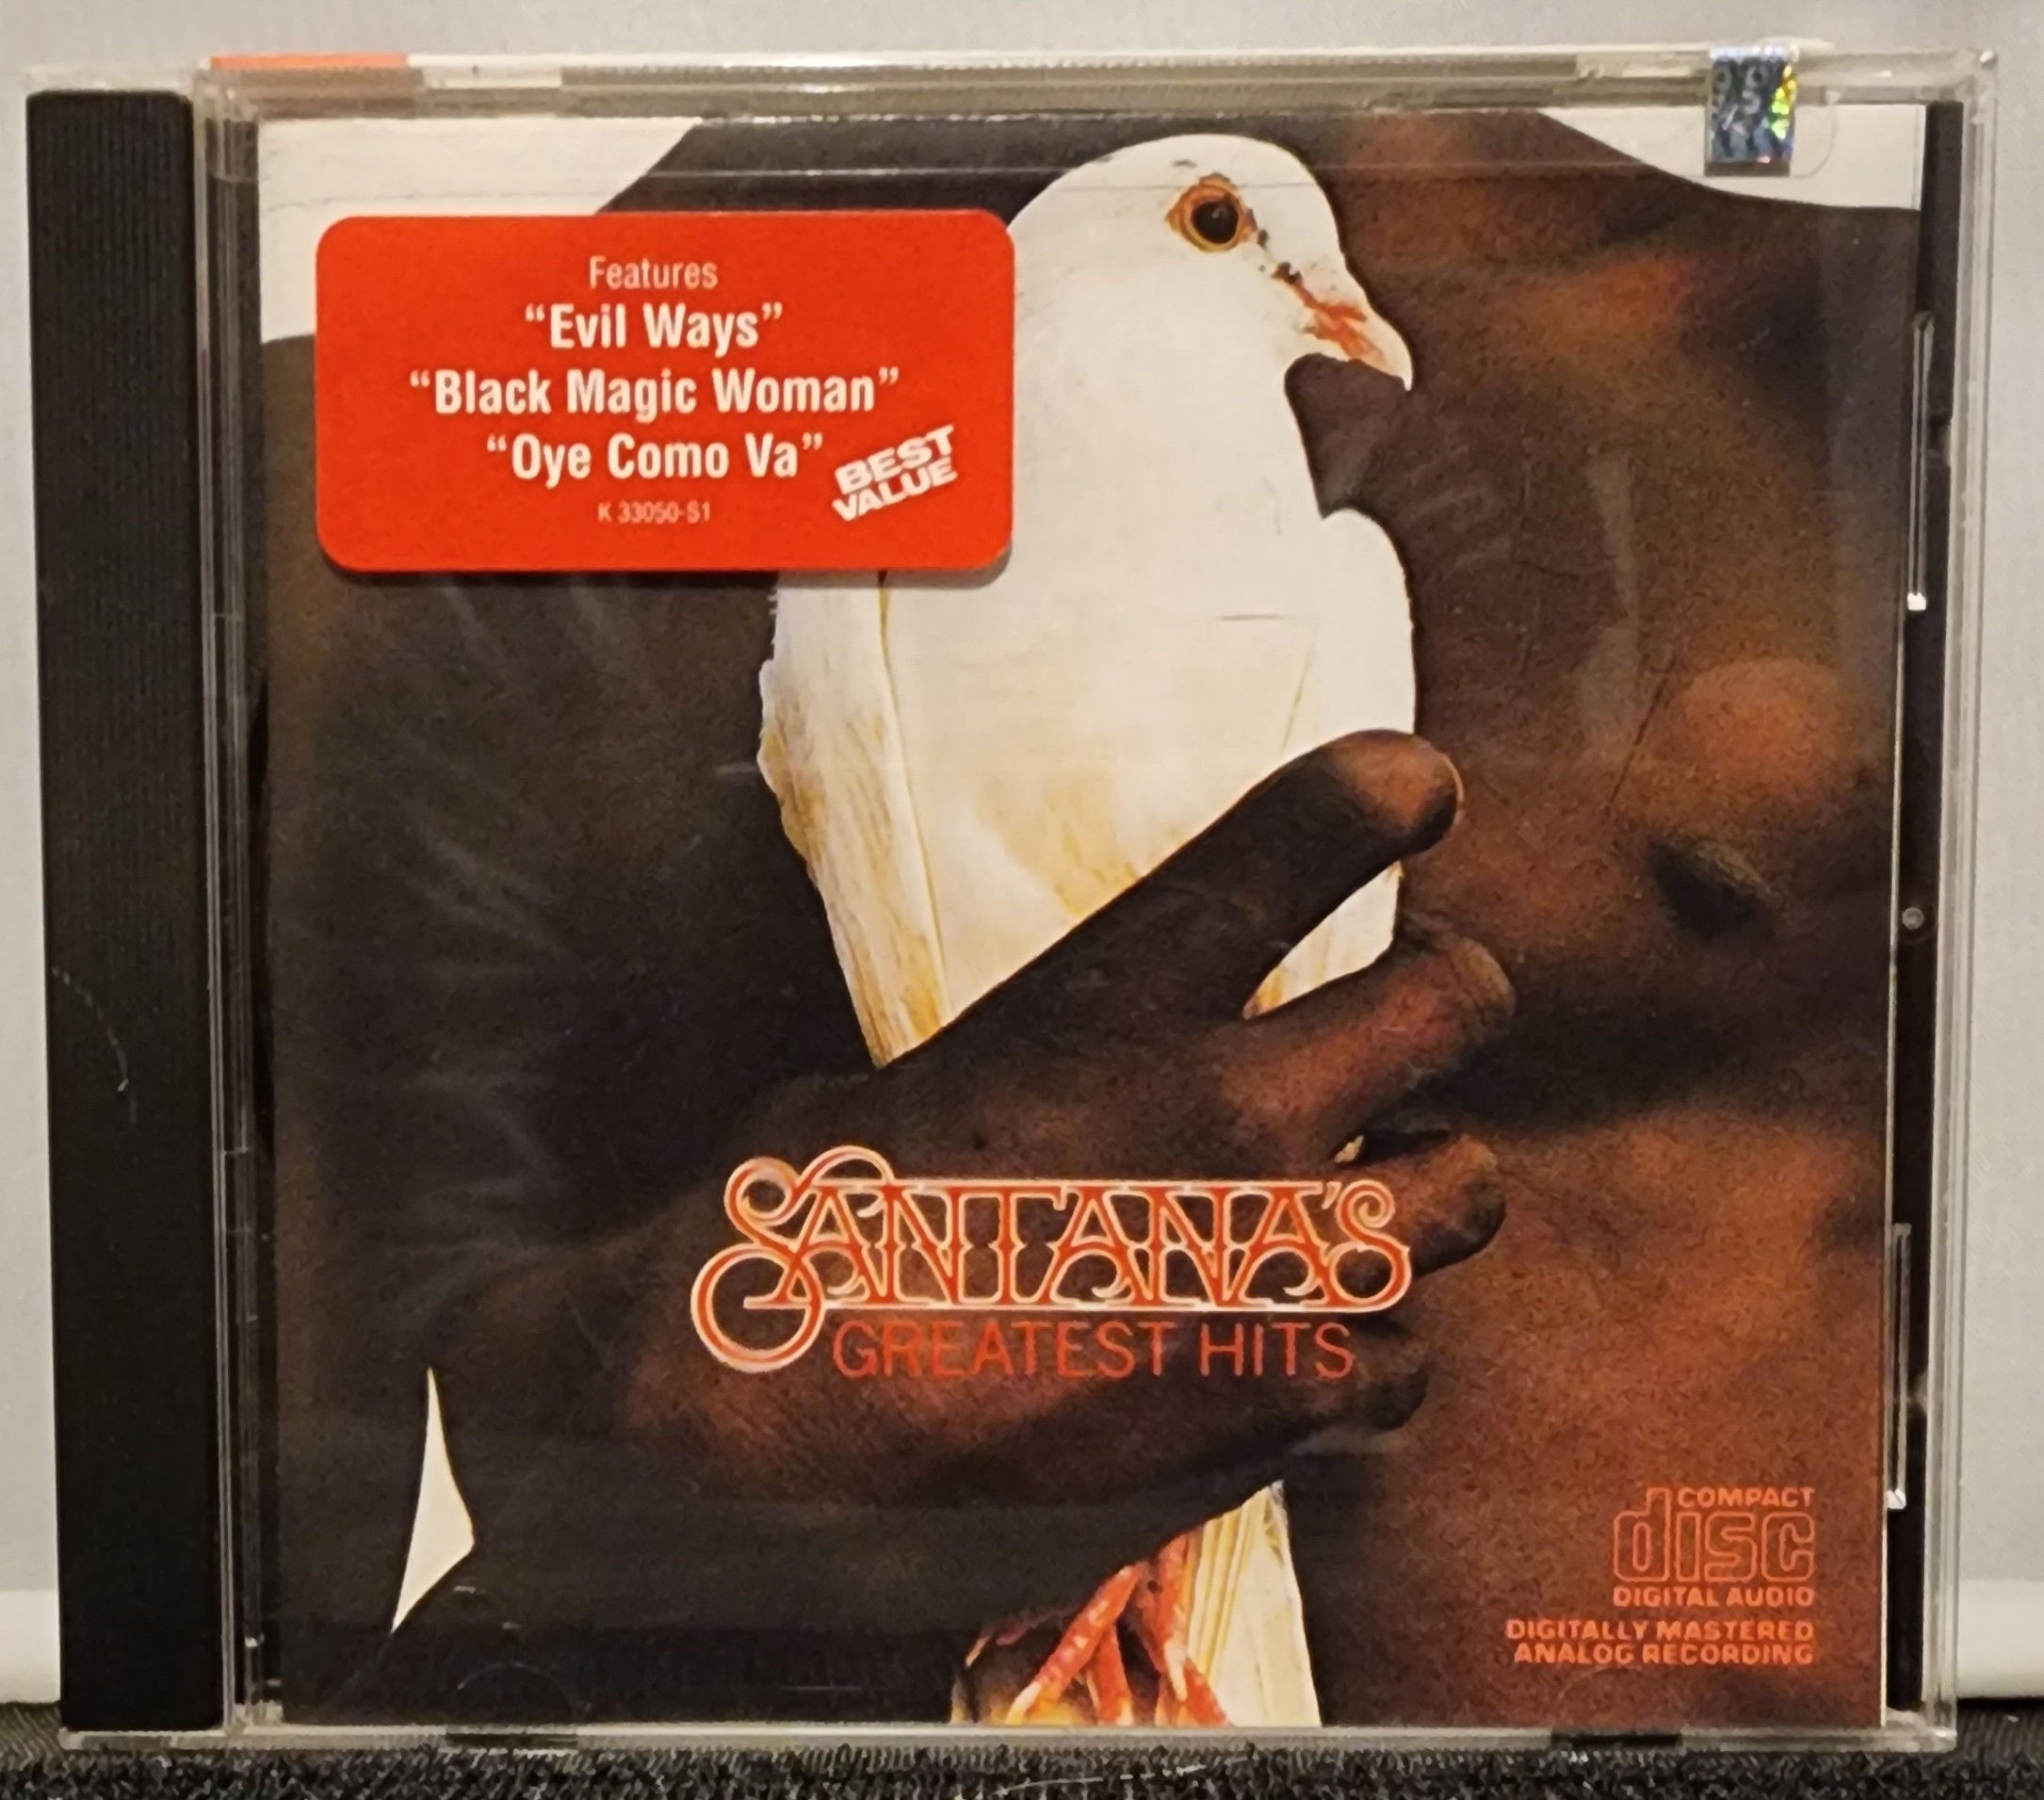 Features
“Evil Ways”
“Black Magic Woman”
“Oye Como Va”
K 33050-S1
BEST
VALUE
SANTANA'S
GREATEST HITS
COMPACT
disc
DIGITAL AUDIO
DIGITALLY MASTERED
ANALOG RECORDING